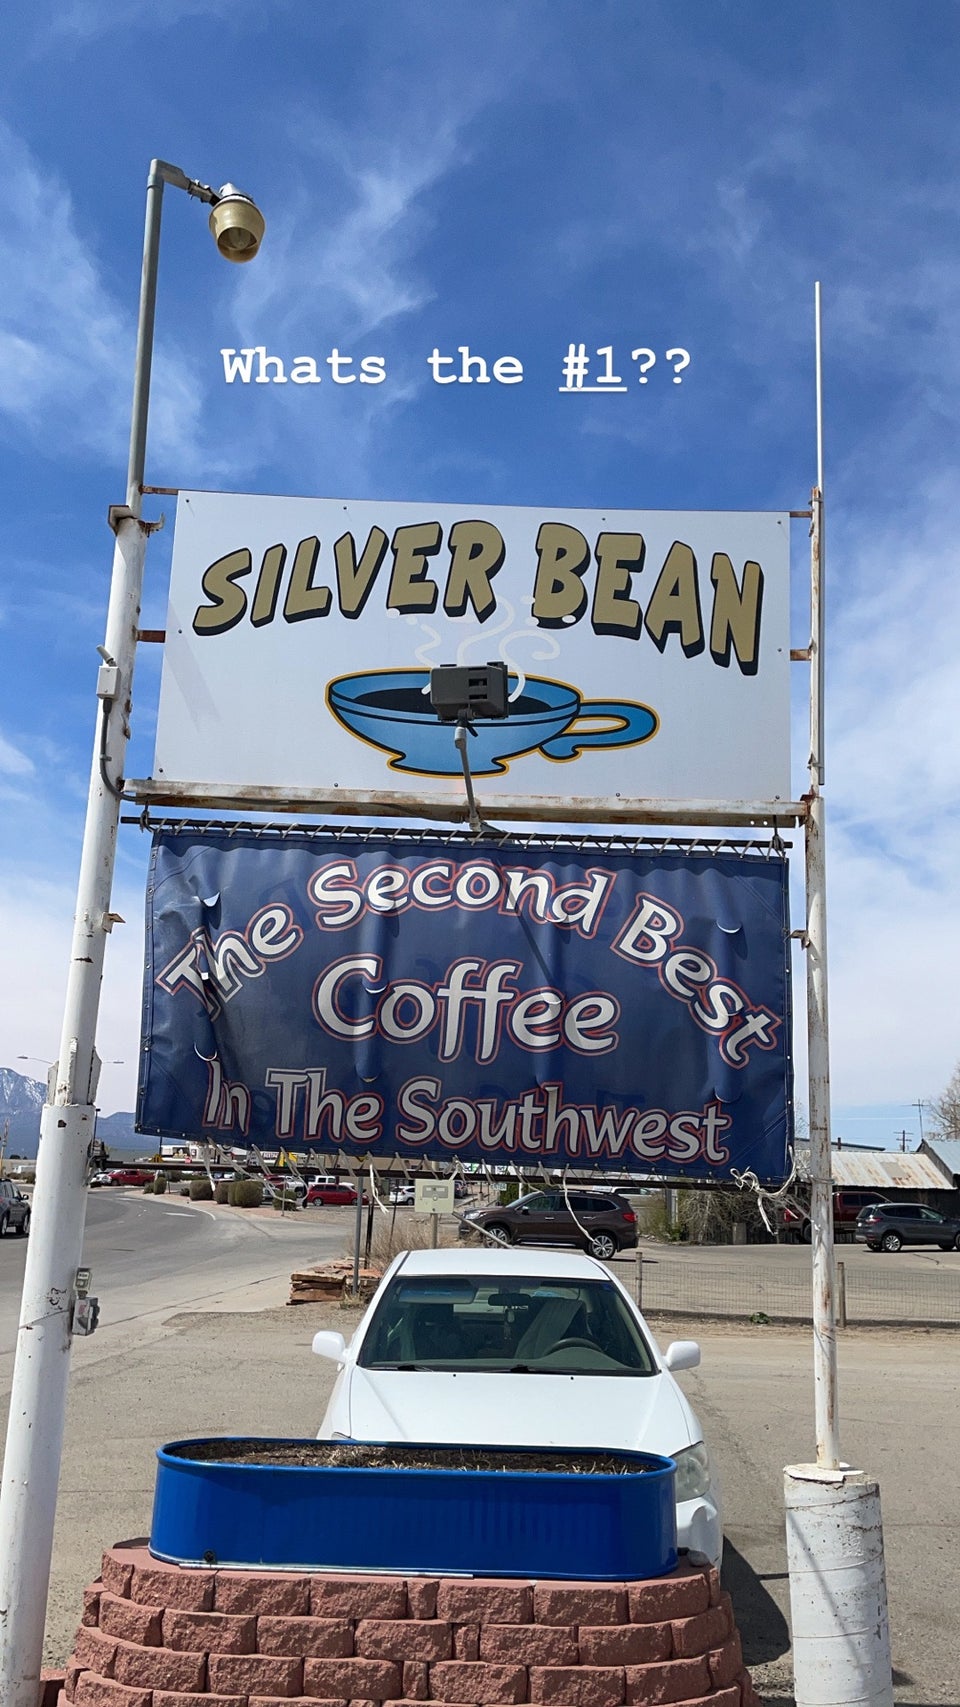 Whats the #1??
SILVER BEAN
The Second Best
Coffee
In The Southwest